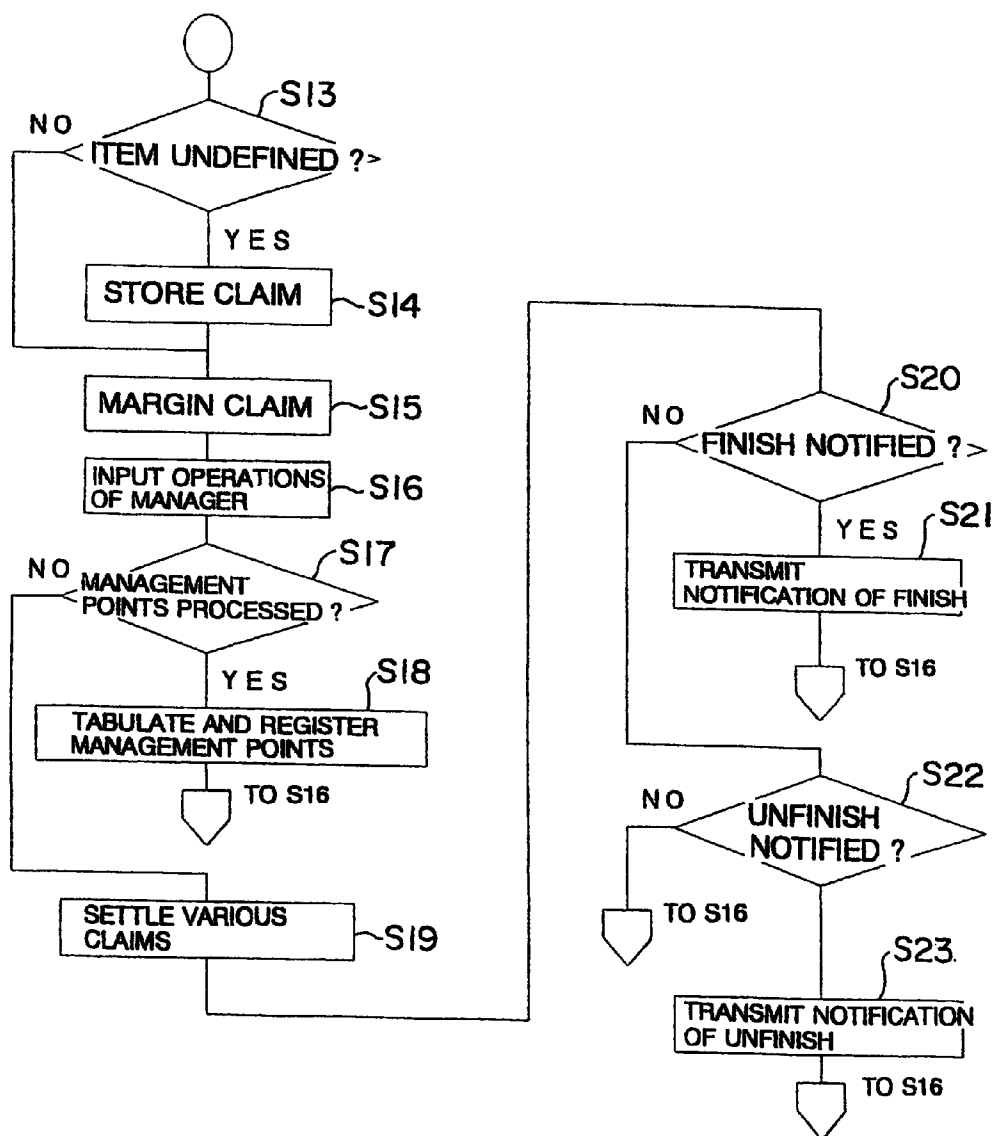 S13
NO
ITEM UNDEFINED ?
YES
STORE CLAIM
S14
MARGIN CLAIM
S15
INPUT OPERATIONS
OF MANAGER
S16
S17
NO
MANAGEMENT
POINTS PROCESSED ?
YES
S18
TABULATE AND REGISTER
MANAGEMENT POINTS
TO S16
SETTLE VARIOUS
CLAIMS
S19
S20
NO
FINISH NOTIFIED ?
YES
S21
TRANSMIT
NOTIFICATION OF FINISH
TO S16
S22
NO
UNFINISH
NOTIFIED ?
TO S16
S23.
TRANSMIT NOTIFICATION
OF UNFINISH
TO S16